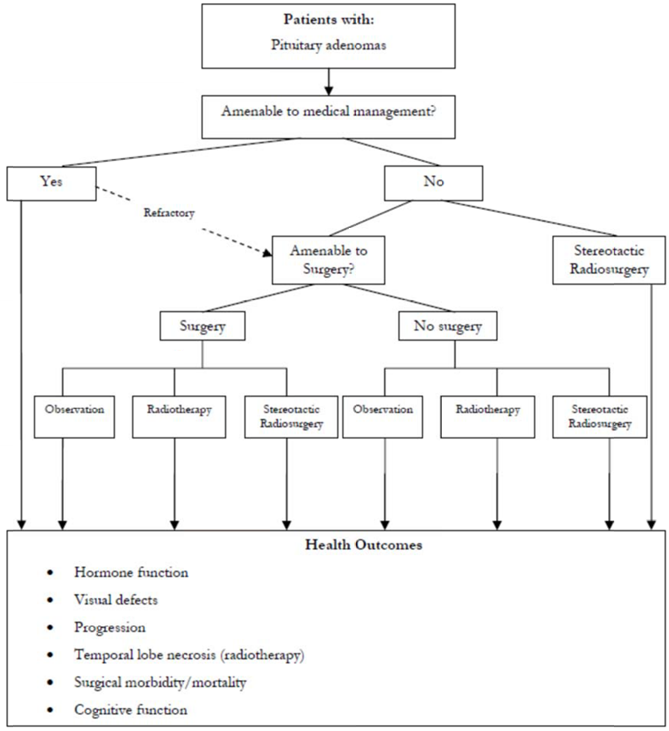 Patients with:
Pituitary adenomas
Amenable to medical management?
Yes
No
Refractory
Amenable to
Surgery?
Stereotactic
Radiosurgery
Surgery
No surgery
Observation
Radiotherapy
Stereotactic
Radiosurgery
Observation
Radiotherapy
Stereotactic
Radiosurgery
Health Outcomes
• Hormone function
• Visual defects
• Progression
• Temporal lobe necrosis (radiotherapy)
• Surgical morbidity/mortality
• Cognitive function